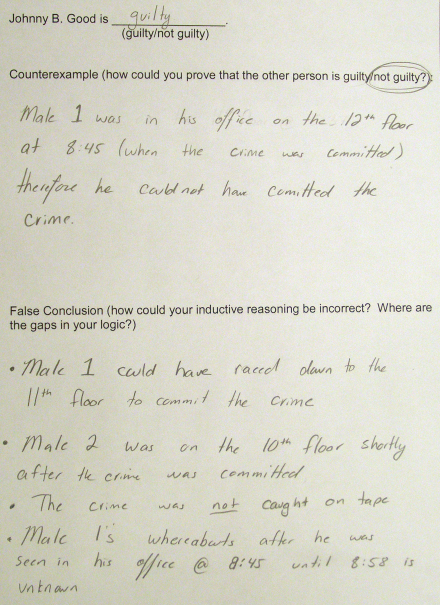 Johnny B. Good is guilty.
(guilty/not guilty)
Counterexample (how could you prove that the other person is guilty/not guilty?):
Male 1 was in his office on the 12th floor
at 8:45 (when the crime was committed)
therefore he could not have comitted the
crime.
False Conclusion (how could your inductive reasoning be incorrect? Where are
the gaps in your logic?)
• Male 1 could have raced down to the
11th floor to commit the crime
• Male 2 was on the 10th floor shortly
after the crime was committed
• The crime was not caught on tape
• Male 1's whereabouts after he was
seen in his office @ 8:45 until 8:58 is
unknown